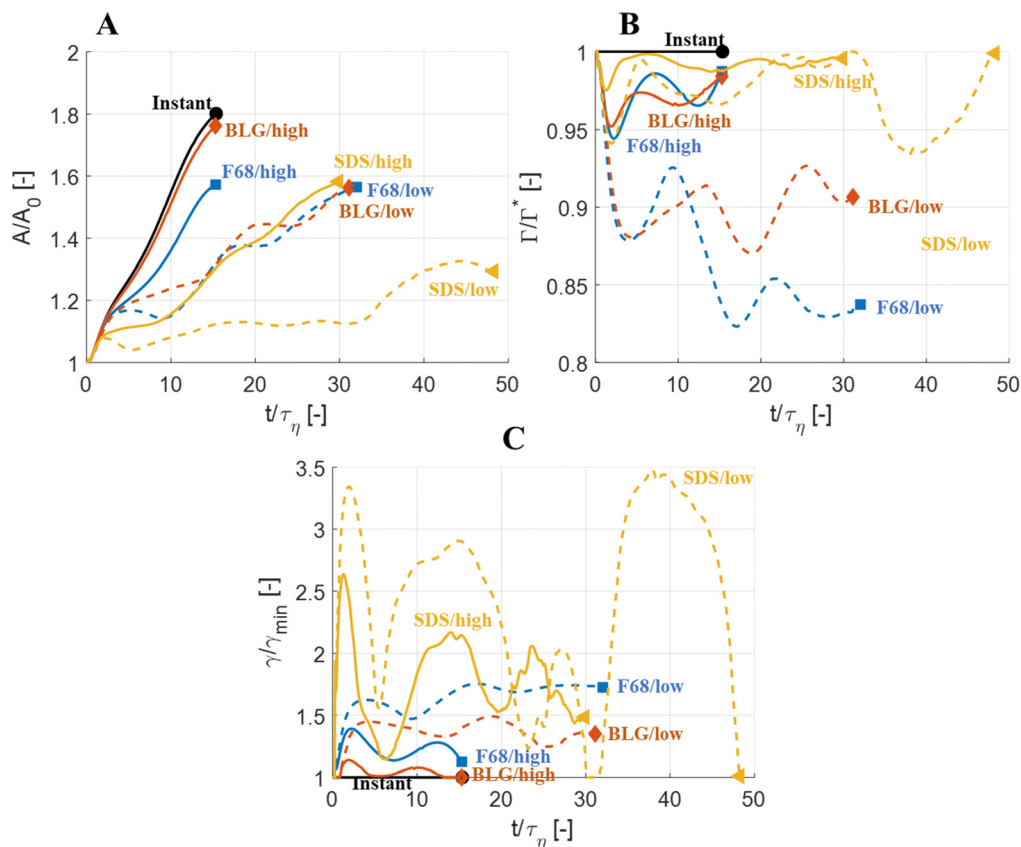 A
2
1.8
1.6
1.4
1.2
1
A/A0 [-]
Instant
BLG/high
F68/high
SDS/high
F68/low
BLG/low
SDS/low
0 10 20 30 40 50
t/τη [-]
B
1
0.95
0.9
0.85
0.8
Γ/Γ* [-]
Instant
SDS/high
BLG/high
F68/high
BLG/low
SDS/low
F68/low
0 10 20 30 40 50
t/τη [-]
C
3.5
3
2.5
2
1.5
1
γ/γmin [-]
SDS/low
SDS/high
F68/low
BLG/low
F68/high
BLG/high
Instant
0 10 20 30 40 50
t/τη [-]